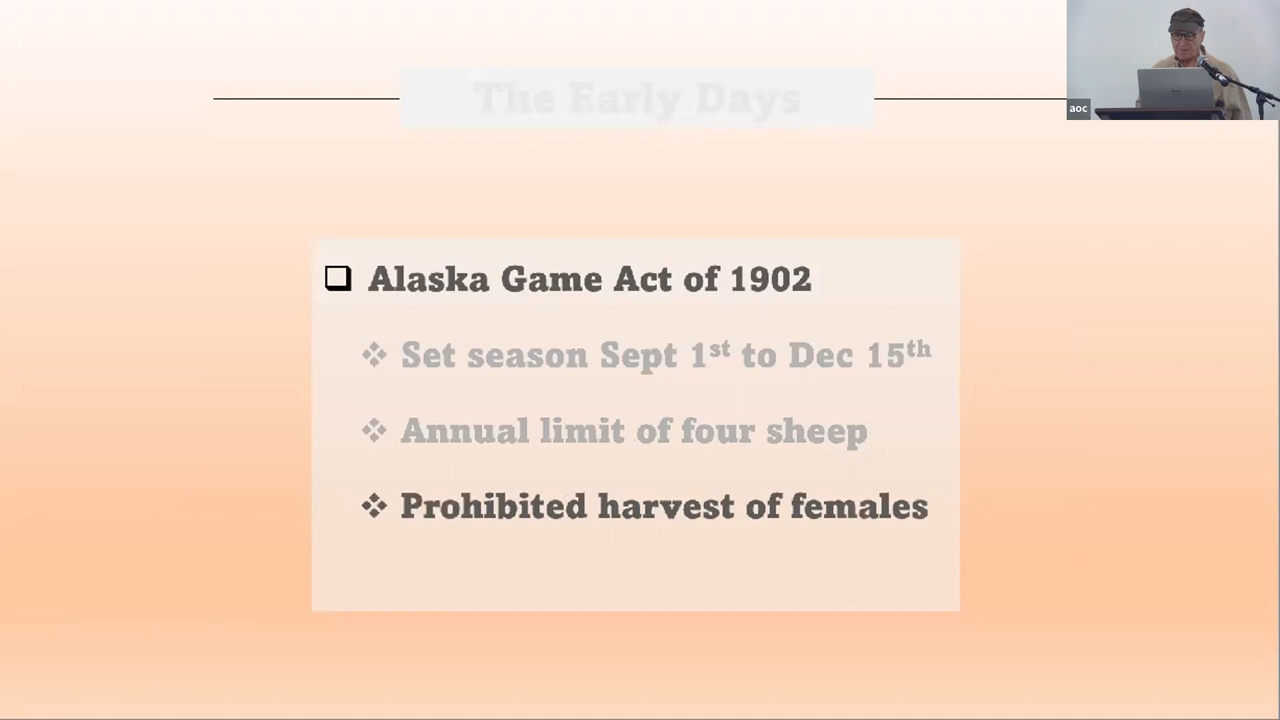 The Early Days
aoc
Alaska Game Act of 1902
Set season Sept 1st to Dec 15th
Annual limit of four sheep
Prohibited harvest of females